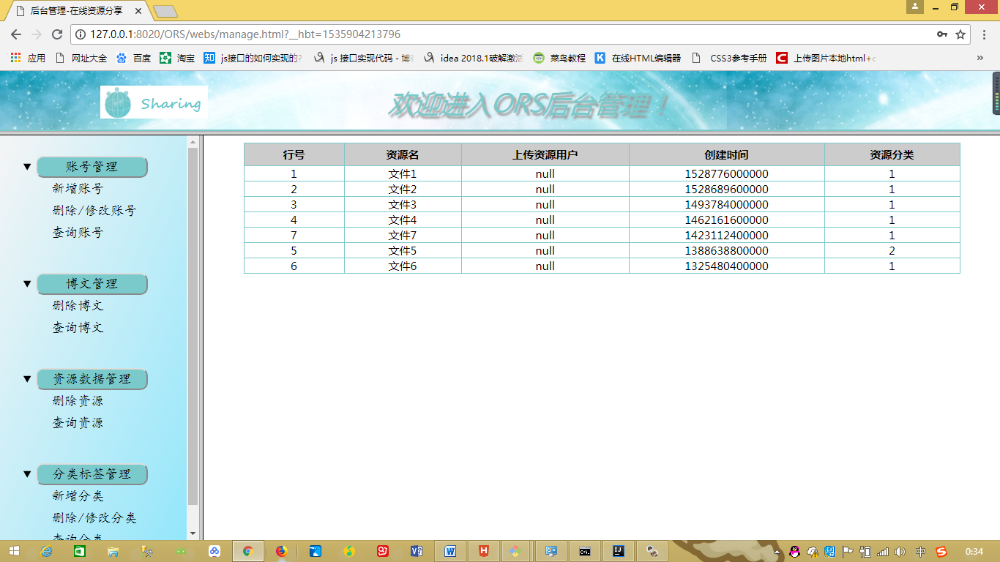 后台管理-在线资源分享
127.0.0.1:8020/ORS/webs/manage.html?__hbt=1535904213796
应用 网址大全 百度 淘宝 js接口的如何实现的? js 接口实现代码 - 博 idea 2018.1破解激活 菜鸟教程 在线HTML编辑器 CSS3参考手册 上传图片本地html+c »
Sharing
欢迎进入ORS后台管理！
账号管理
新增账号
删除/修改账号
查询账号
博文管理
删除博文
查询博文
资源数据管理
删除资源
查询资源
分类标签管理
新增分类
删除/修改分类
查询分类
行号 资源名 上传资源用户 创建时间 资源分类
1 文件1 null 1528776000000 1
2 文件2 null 1528689600000 1
3 文件3 null 1493784000000 1
4 文件4 null 1462161600000 1
7 文件7 null 1423112400000 1
5 文件5 null 1388638800000 2
6 文件6 null 1325480400000 1
中 0:34